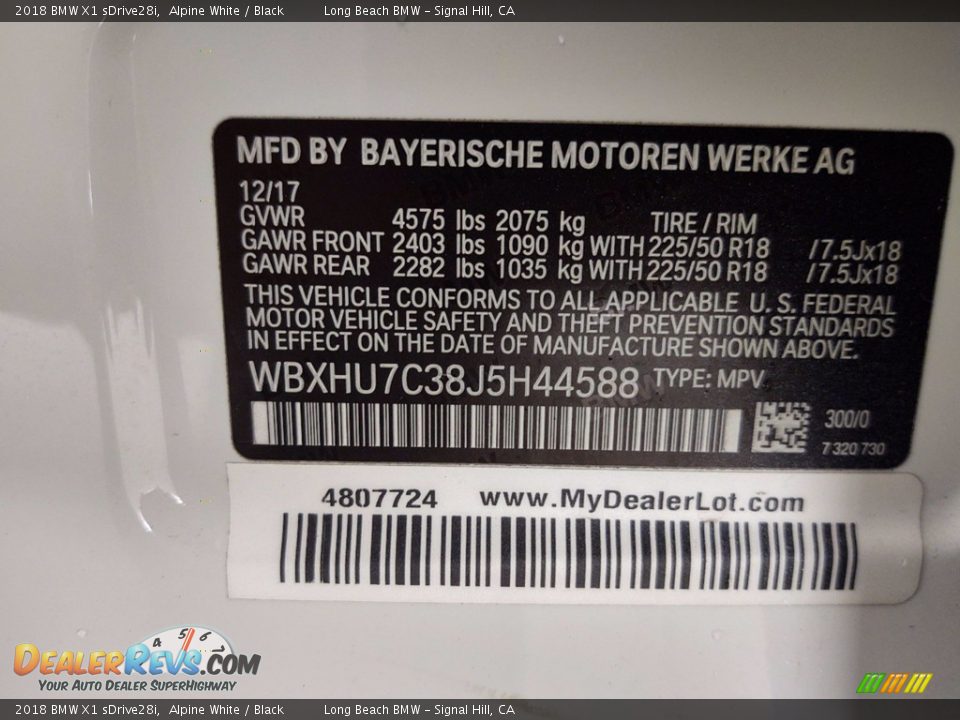 2018 BMW X1 sDrive28i, Alpine White / Black Long Beach BMW - Signal Hill, CA
MFD BY BAYERISCHE MOTOREN WERKE AG
12/17
GVWR 4575 lbs 2075 kg TIRE / RIM
GAWR FRONT 2403 lbs 1090 kg WITH 225/50 R18 /7.5Jx18
GAWR REAR 2282 lbs 1035 kg WITH 225/50 R18 /7.5Jx18
THIS VEHICLE CONFORMS TO ALL APPLICABLE U. S. FEDERAL
MOTOR VEHICLE SAFETY AND THEFT PREVENTION STANDARDS
IN EFFECT ON THE DATE OF MANUFACTURE SHOWN ABOVE.
WBXHU7C38J5H44588 TYPE: MPV
300/0
7 320 730
4807724 www.MyDealerLot.com
4 5 6 7
DealerRevs.com
Your Auto Dealer SuperHighway
2018 BMW X1 sDrive28i, Alpine White / Black Long Beach BMW - Signal Hill, CA